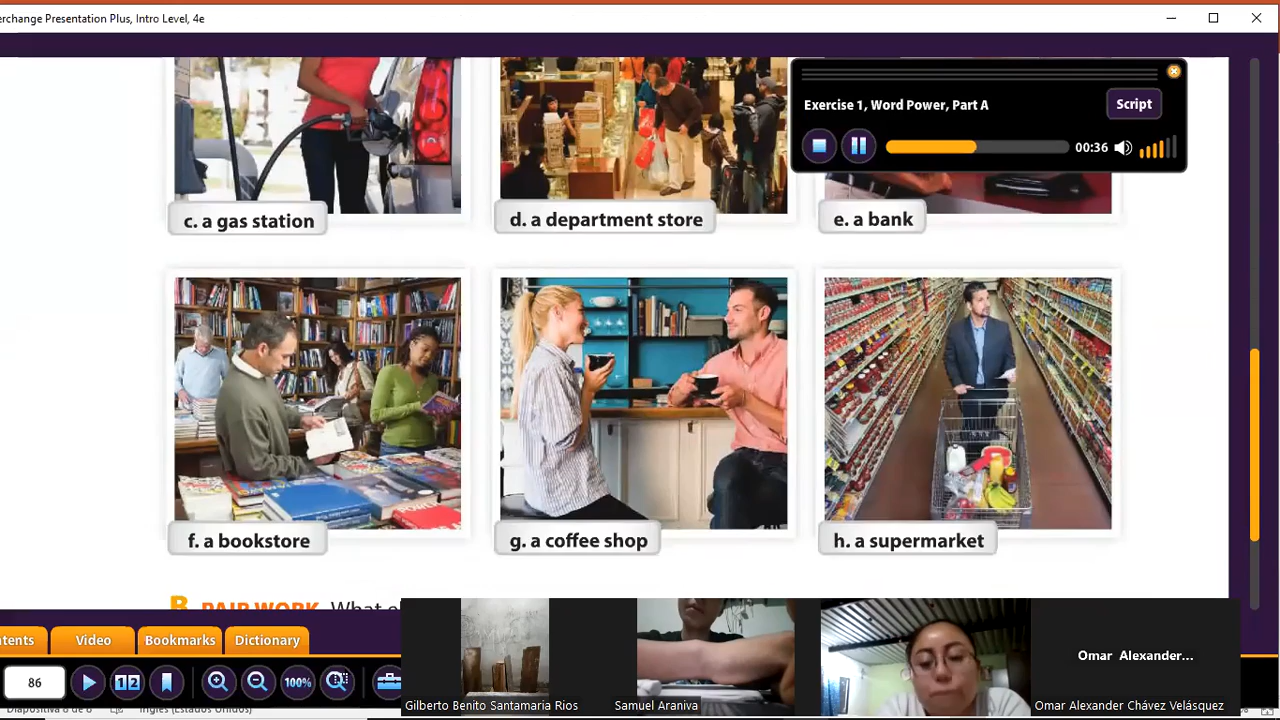 erchange Presentation Plus, Intro Level, 4e
Exercise 1, Word Power, Part A
Script
00:36
c. a gas station
d. a department store
e. a bank
f. a bookstore
g. a coffee shop
h. a supermarket
B PAIR WORK What o
tents
Video
Bookmarks
Dictionary
86
1 2
100%
Omar Alexander...
Gilberto Benito Santamaria Rios
Samuel Araniva
Omar Alexander Chávez Velásquez
Diapositiva 6 de 6
Inglés (Estados Unidos)